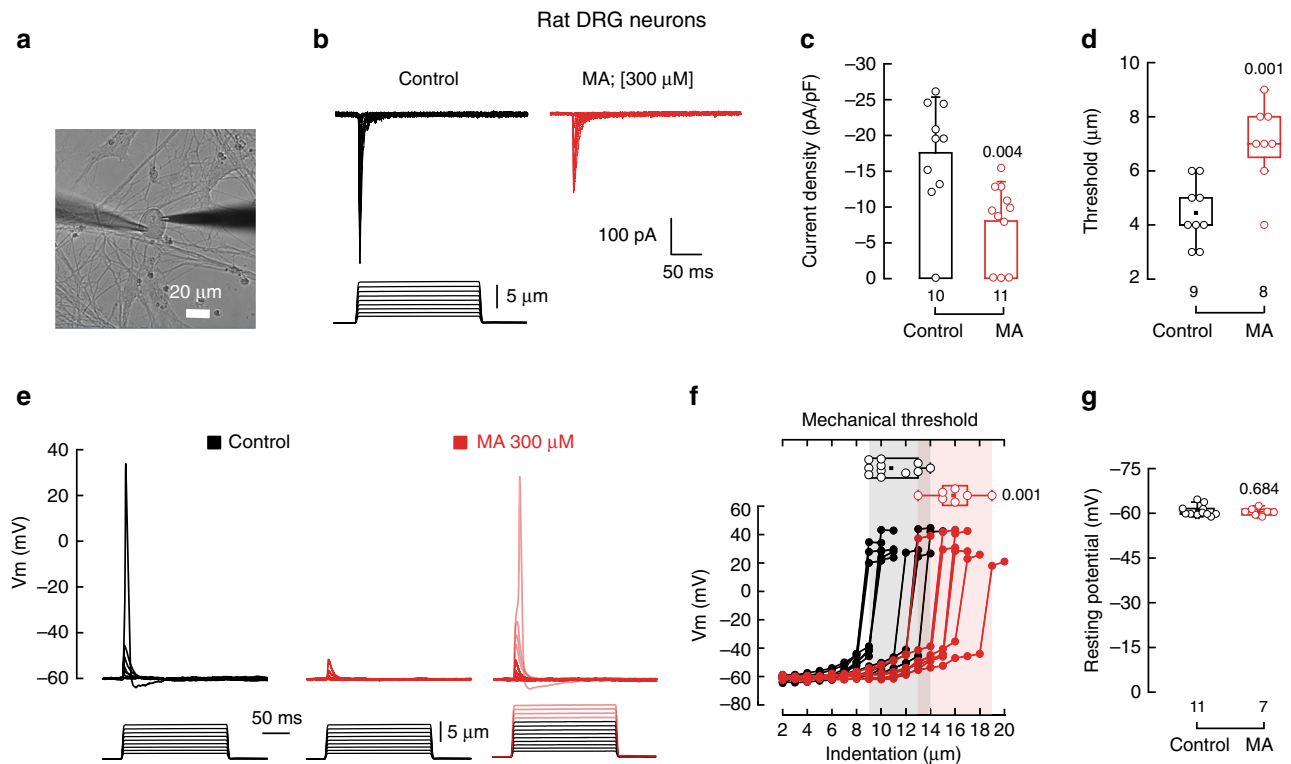 Rat DRG neurons
a
20 μm
b
Control
MA; [300 μM]
100 pA
50 ms
5 μm
c
Current density (pA/pF)
–30
–25
–20
–15
–10
–5
0
0.004
10
11
Control
MA
d
Threshold (μm)
10
8
6
4
2
0.001
9
8
Control
MA
e
Control
MA 300 μM
Vm (mV)
40
20
0
–20
–40
–60
50 ms
5 μm
f
Mechanical threshold
0.001
Vm (mV)
60
40
20
0
–20
–40
–60
–80
2 4 6 8 10 12 14 16 18 20
Indentation (μm)
g
Resting potential (mV)
–75
–60
–45
–30
–15
0
0.684
11
7
Control
MA